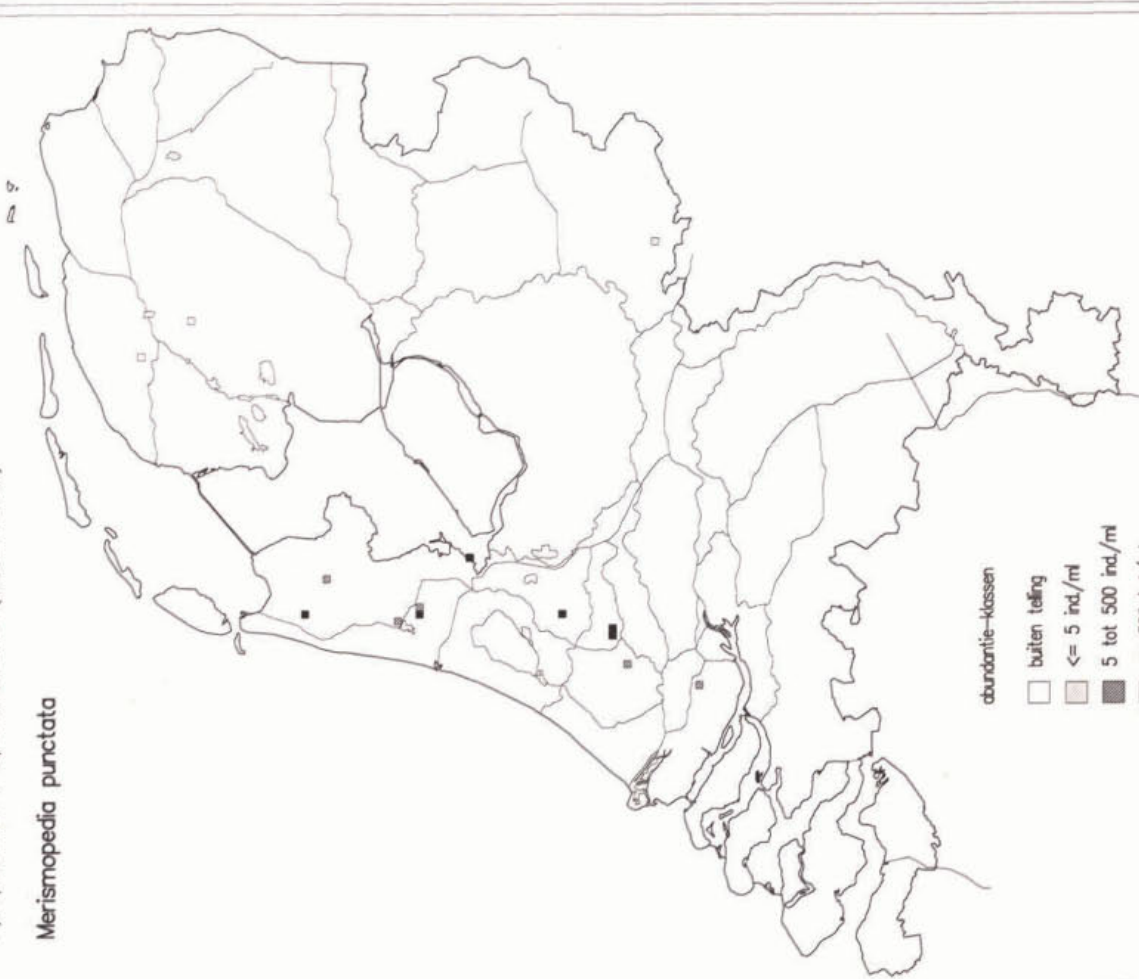 Merismopedia punctata
abundantie-klassen
buiten telling
<= 5 ind./ml
5 tot 500 ind./ml